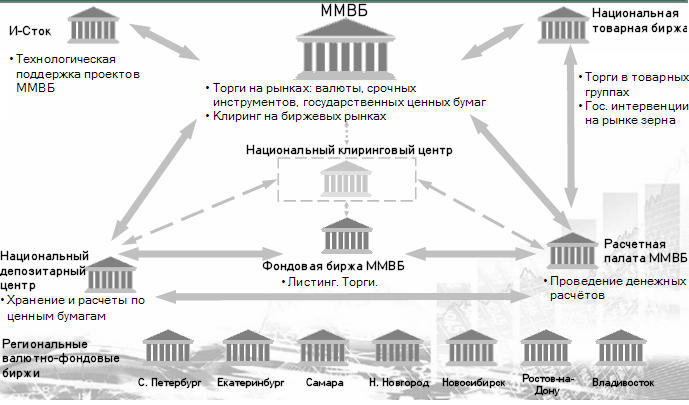 ММВБ
И-Сток
• Технологическая
поддержка проектов
ММВБ
Национальная
товарная биржа
• Торги в товарных
группах
• Гос. интервенции
на рынке зерна
• Торги на рынках: валюты, срочных
инструментов, государственных ценных бумаг
• Клиринг на биржевых рынках
Национальный клиринговый центр
Национальный
депозитарный
центр
• Хранение и расчеты по
ценным бумагам
Фондовая биржа ММВБ
• Листинг. Торги.
Расчетная
палата ММВБ
• Проведение денежных
расчётов
Региональные
валютно-фондовые
биржи
С. Петербург
Екатеринбург
Самара
Н. Новгород
Новосибирск
Ростов-на-
Дону
Владивосток